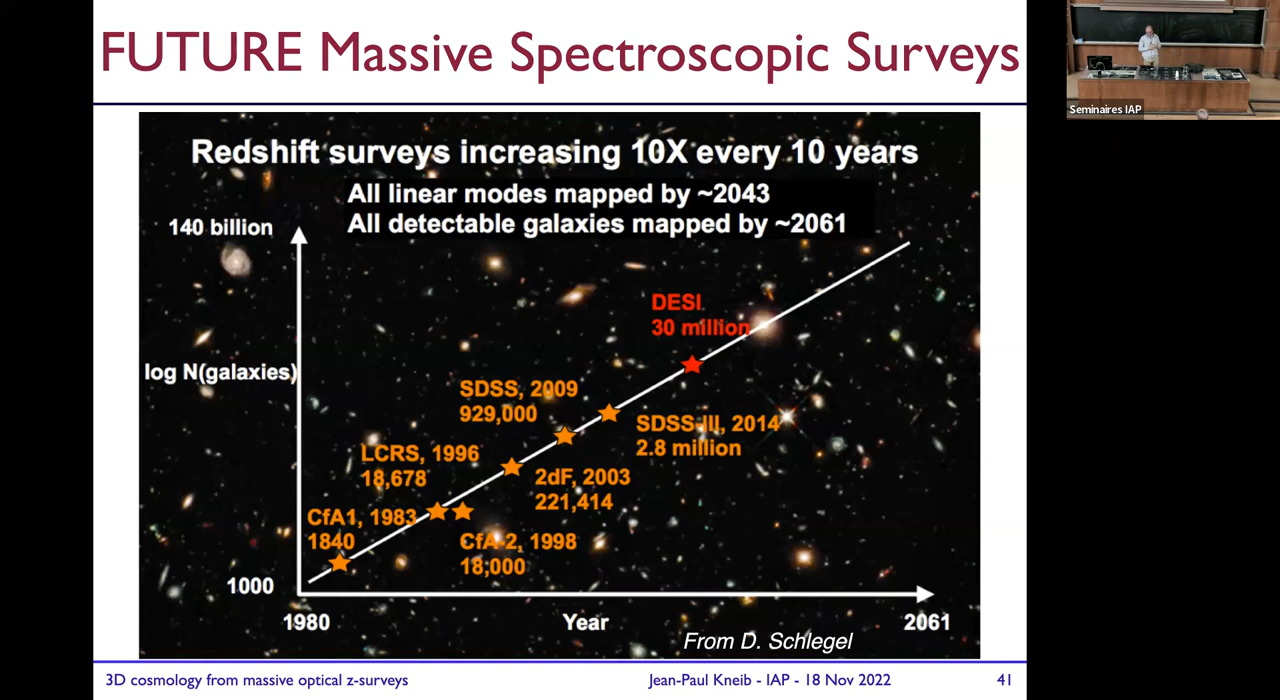 FUTURE Massive Spectroscopic Surveys
Seminaires IAP
Redshift surveys increasing 10X every 10 years
All linear modes mapped by ~2043
All detectable galaxies mapped by ~2061
140 billion
DESI
30 million
log N(galaxies)
SDSS, 2009
929,000
SDSS-III, 2014
2.8 million
LCRS, 1996
18,678
2dF, 2003
221,414
CfA1, 1983
1840
CfA-2, 1998
18,000
1000
1980
Year
2061
From D. Schlegel
3D cosmology from massive optical z-surveys
Jean-Paul Kneib - IAP - 18 Nov 2022
41